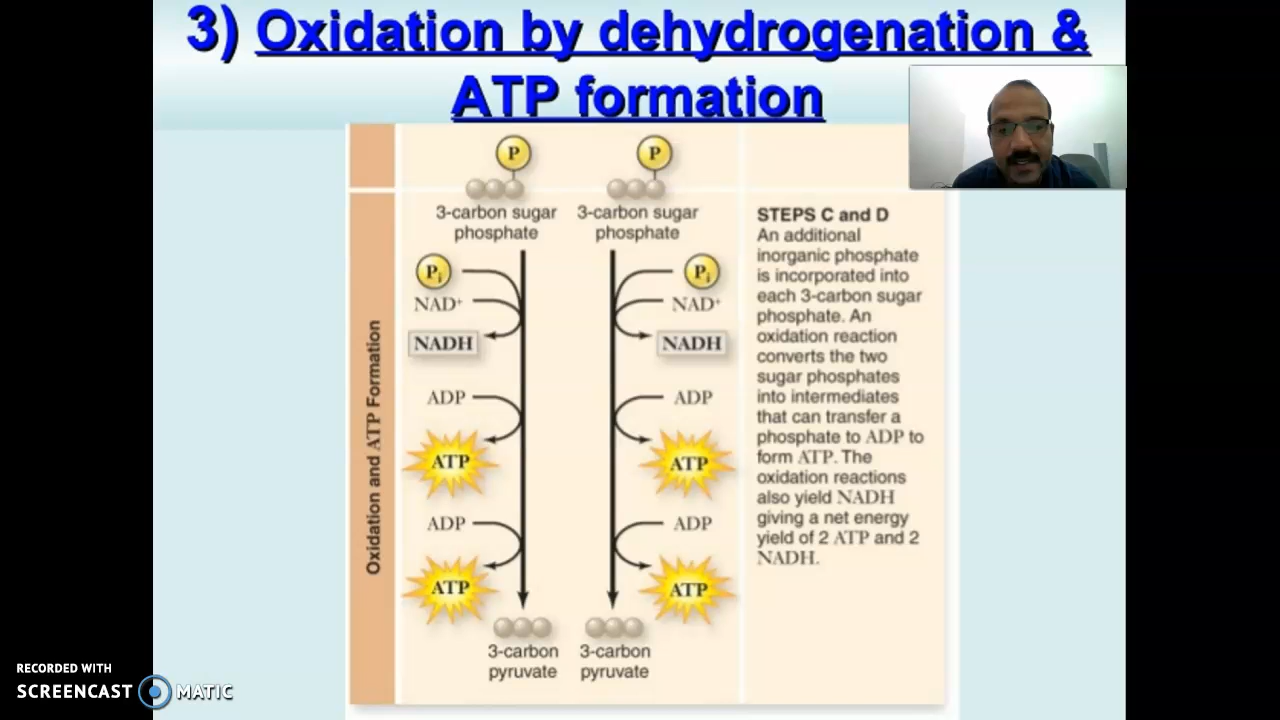 3) Oxidation by dehydrogenation &
ATP formation
P
P
3-carbon sugar
phosphate
3-carbon sugar
phosphate
Oxidation and ATP Formation
Pi
NAD+
NADH
ADP
ATP
ADP
ATP
3-carbon
pyruvate
Pi
NAD+
NADH
ADP
ATP
ADP
ATP
3-carbon
pyruvate
STEPS C and D
An additional
inorganic phosphate
is incorporated into
each 3-carbon sugar
phosphate. An
oxidation reaction
converts the two
sugar phosphates
into intermediates
that can transfer a
phosphate to ADP to
form ATP. The
oxidation reactions
also yield NADH
giving a net energy
yield of 2 ATP and 2
NADH.
RECORDED WITH
SCREENCAST MATIC